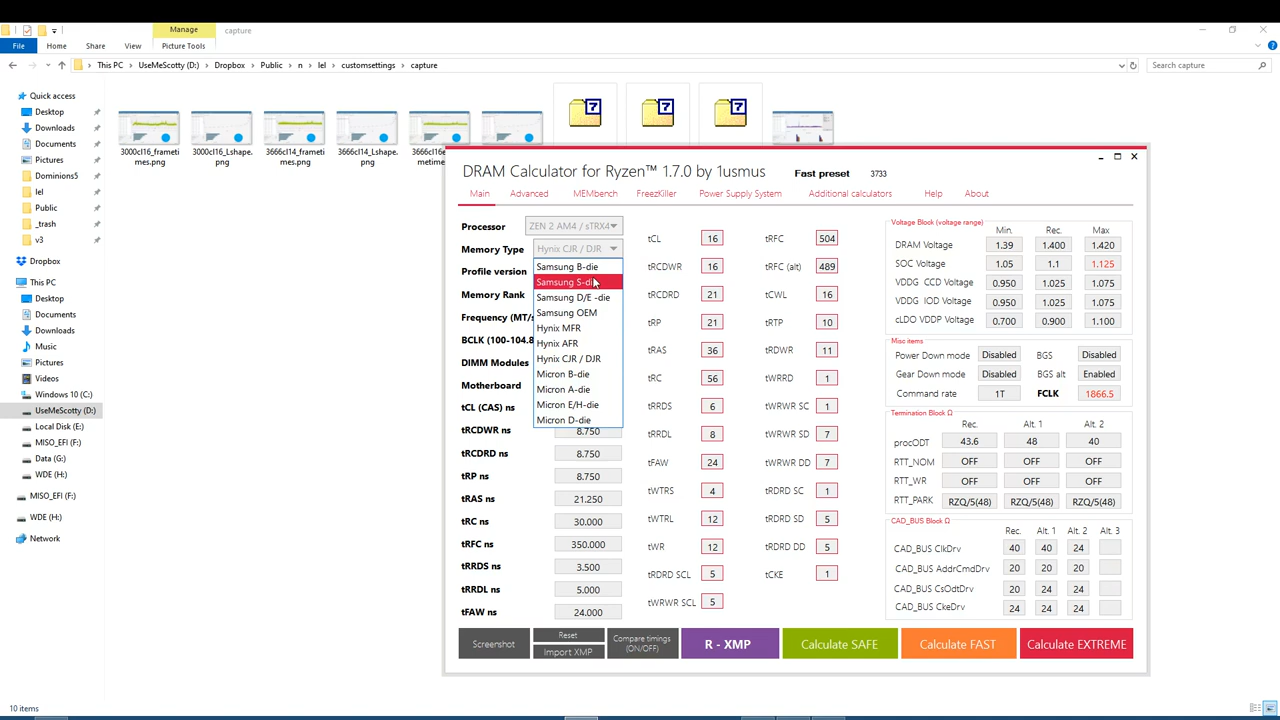 Manage
capture
File
Home
Share
View
Picture Tools
This PC
UseMeScotty (D:)
Dropbox
Public
n
lel
customsettings
capture
Search capture
Quick access
Desktop
Downloads
Documents
Pictures
Dominions5
lel
Public
_trash
v3
Dropbox
This PC
Desktop
Documents
Downloads
Music
Pictures
Videos
Windows 10 (C:)
UseMeScotty (D:)
Local Disk (E:)
MISO_EFI (F:)
Data (G:)
WDE (H:)
MISO_EFI (F:)
WDE (H:)
Network
10 items
3000cl16_frameti
mes.png
3000cl16_Lshape.
png
3666cl14_frameti
mes.png
3666cl14_Lshape.
png
DRAM Calculator for Ryzen™ 1.7.0 by 1usmus
Fast preset
3733
Main
Advanced
MEMbench
FreezKiller
Power Supply System
Additional calculators
Help
About
Processor
ZEN 2 AM4 / sTRX4
Memory Type
Hynix CJR / DJR
Profile version
Memory Rank
Frequency (MT/s
BCLK (100-104.8
DIMM Modules
Motherboard
Samsung B-die
Samsung S-die
Samsung D/E -die
Samsung OEM
Hynix MFR
Hynix AFR
Hynix CJR / DJR
Micron B-die
Micron A-die
Micron E/H-die
Micron D-die
tCL (CAS) ns
tRCDWR ns 8.750
tRCDRD ns 8.750
tRP ns 8.750
tRAS ns 21.250
tRC ns 30.000
tRFC ns 350.000
tRRDS ns 3.500
tRRDL ns 5.000
tFAW ns 24.000
tCL 16
tRCDWR 16
tRCDRD 21
tRP 21
tRAS 36
tRC 56
tRRDS 6
tRRDL 8
tFAW 24
tWTRS 4
tWTRL 12
tWR 12
tRDRD SCL 5
tWRWR SCL 5
tRFC 504
tRFC (alt) 489
tCWL 16
tRTP 10
tRDWR 11
tWRRD 1
tWRWR SC 1
tWRWR SD 7
tWRWR DD 7
tRDRD SC 1
tRDRD SD 5
tRDRD DD 5
tCKE 1
Voltage Block (voltage range)
Min. Rec. Max
DRAM Voltage 1.39 1.400 1.420
SOC Voltage 1.05 1.1 1.125
VDDG CCD Voltage 0.950 1.025 1.075
VDDG IOD Voltage 0.950 1.025 1.075
cLDO VDDP Voltage 0.700 0.900 1.100
Misc items
Power Down mode Disabled BGS Disabled
Gear Down mode Disabled BGS alt Enabled
Command rate 1T FCLK 1866.5
Termination Block Ω
Rec. Alt. 1 Alt. 2
procODT 43.6 48 40
RTT_NOM OFF OFF OFF
RTT_WR OFF OFF OFF
RTT_PARK RZQ/5(48) RZQ/5(48) RZQ/5(48)
CAD_BUS Block Ω
Rec. Alt. 1 Alt. 2 Alt. 3
CAD_BUS ClkDrv 40 40 24
CAD_BUS AddrCmdDrv 20 20 20
CAD_BUS CsOdtDrv 20 24 24
CAD_BUS CkeDrv 24 24 24
Screenshot
Reset
Import XMP
Compare timings
(ON/OFF)
R - XMP
Calculate SAFE
Calculate FAST
Calculate EXTREME